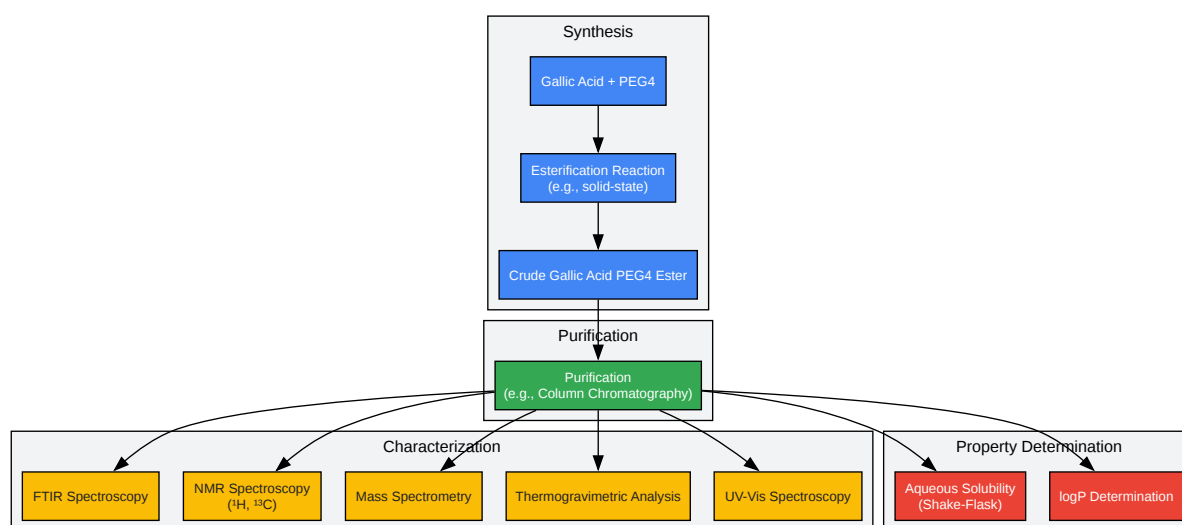 Synthesis
Gallic Acid + PEG4
Esterification Reaction
(e.g., solid-state)
Crude Gallic Acid PEG4 Ester
Purification
Purification
(e.g., Column Chromatography)
Characterization
FTIR Spectroscopy
NMR Spectroscopy
(¹H, ¹³C)
Mass Spectrometry
Thermogravimetric Analysis
UV-Vis Spectroscopy
Property Determination
Aqueous Solubility
(Shake-Flask)
logP Determination